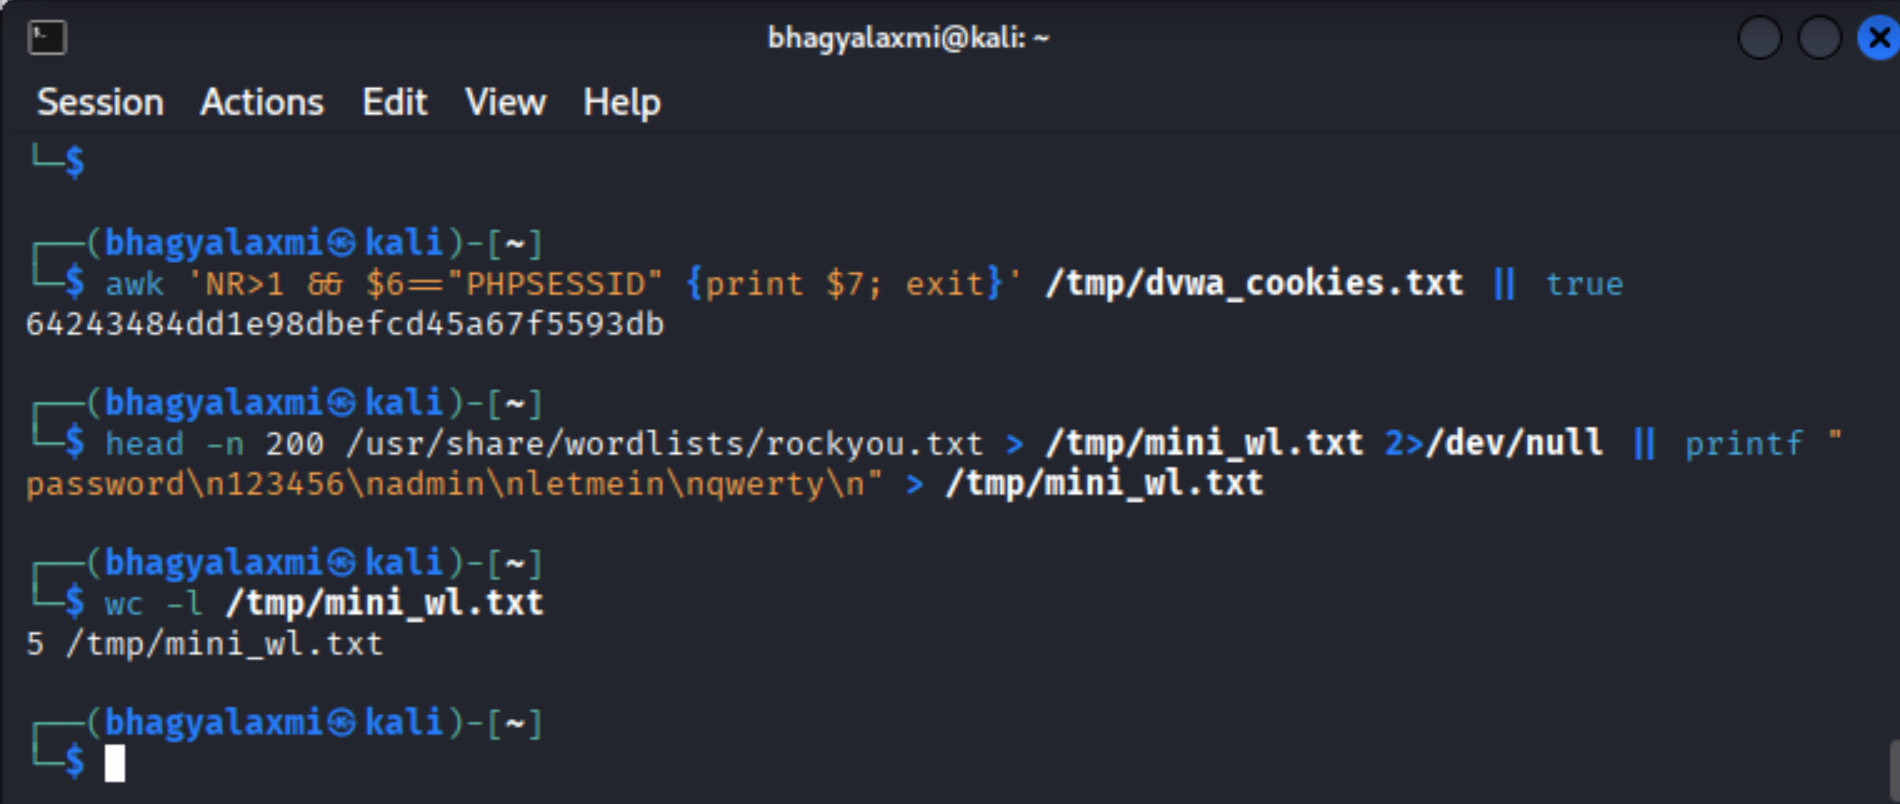 bhagyalaxmi@kali: ~
Session Actions Edit View Help
└─$
┌──(bhagyalaxmi㉿kali)-[~]
└─$ awk 'NR>1 && $6=="PHPSESSID" {print $7; exit}' /tmp/dvwa_cookies.txt || true
64243484dd1e98dbefcd45a67f5593db
┌──(bhagyalaxmi㉿kali)-[~]
└─$ head -n 200 /usr/share/wordlists/rockyou.txt > /tmp/mini_wl.txt 2>/dev/null || printf "
password\n123456\nadmin\nletmein\nqwerty\n" > /tmp/mini_wl.txt
┌──(bhagyalaxmi㉿kali)-[~]
└─$ wc -l /tmp/mini_wl.txt
5 /tmp/mini_wl.txt
┌──(bhagyalaxmi㉿kali)-[~]
└─$